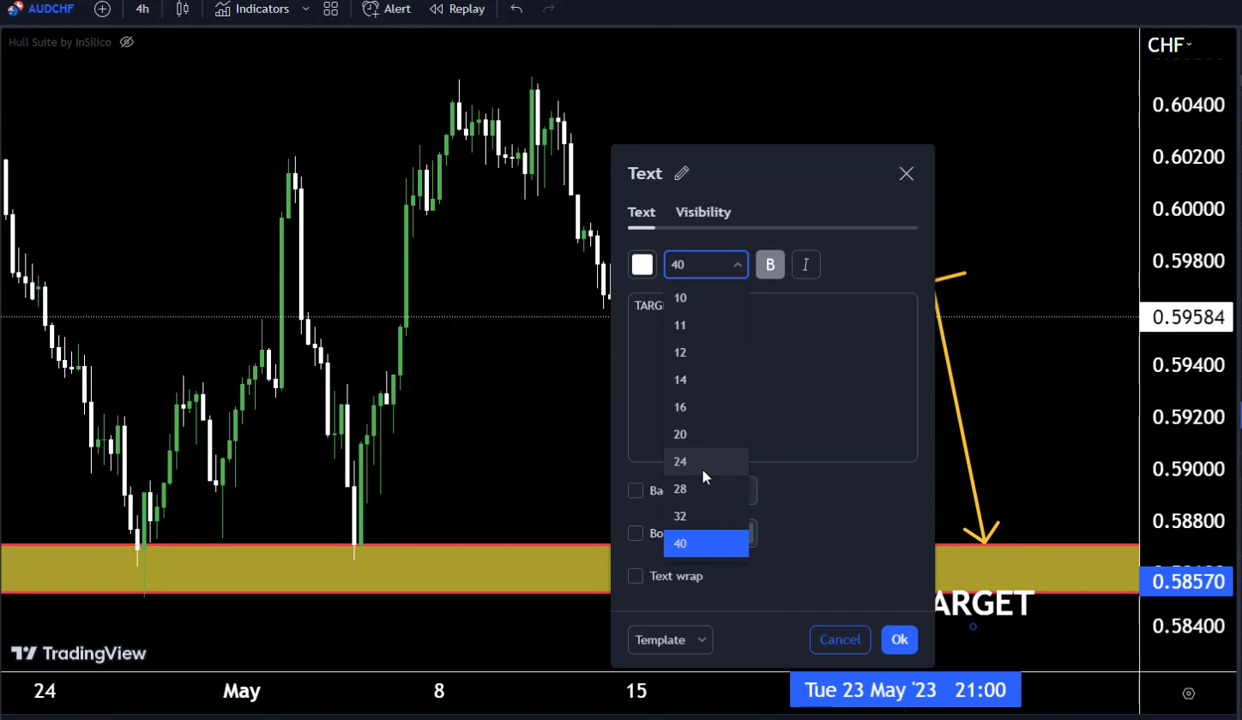 AUDCHF 4h Indicators Alert Replay
Hull Suite by InSilico
CHF
0.60400
0.60200
0.60000
0.59800
0.59584
0.59400
0.59200
0.59000
0.58800
0.58570
0.58400
Text
Text Visibility
40 B I
10
11
12
14
16
20
24
28
32
40
Text wrap
Template Cancel Ok
ARGET
TradingView
24 May 8 15 Tue 23 May '23 21:00